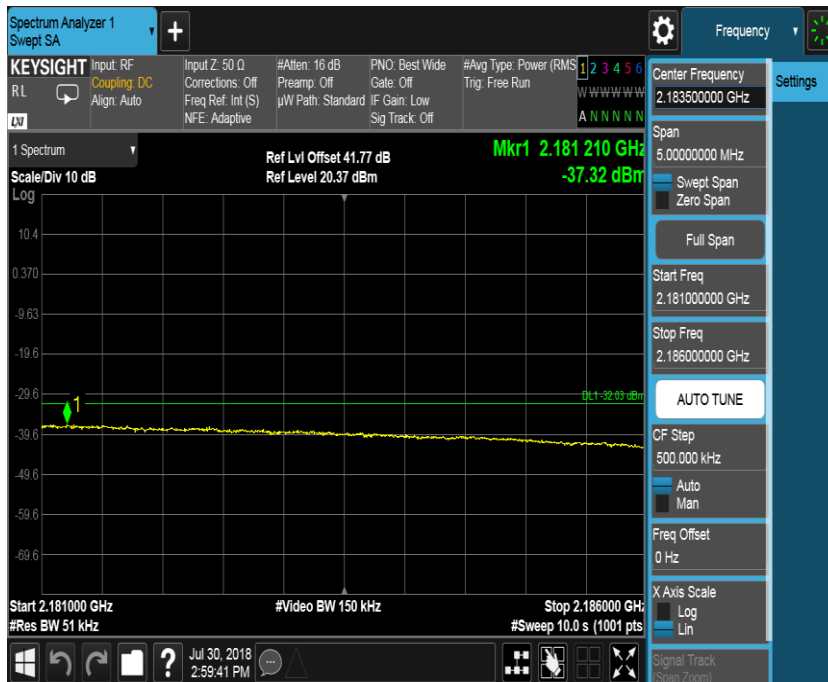 Spectrum Analyzer 1
Swept SA
+
Frequency
KEYSIGHT
RL
LXI
Input: RF
Coupling: DC
Align: Auto
Input Z: 50 Ω
Corrections: Off
Freq Ref: Int (S)
NFE: Adaptive
#Atten: 16 dB
Preamp: Off
µW Path: Standard
PNO: Best Wide
Gate: Off
IF Gain: Low
Sig Track: Off
#Avg Type: Power (RMS
Trig: Free Run
1 2 3 4 5 6
W W W W W W
A N N N N N
1 Spectrum
Scale/Div 10 dB
Log
Ref Lvl Offset 41.77 dB
Ref Level 20.37 dBm
Mkr1 2.181 210 GHz
-37.32 dBm
10.4
0.370
-9.63
-19.6
-29.6
-39.6
-49.6
-59.6
-69.6
1
DL1 -32.03 dBm
Start 2.181000 GHz
#Res BW 51 kHz
#Video BW 150 kHz
Stop 2.186000 GHz
#Sweep 10.0 s (1001 pts
Center Frequency
2.183500000 GHz
Span
5.00000000 MHz
Swept Span
Zero Span
Full Span
Start Freq
2.181000000 GHz
Stop Freq
2.186000000 GHz
AUTO TUNE
CF Step
500.000 kHz
Auto
Man
Freq Offset
0 Hz
X Axis Scale
Log
Lin
Signal Track
(Span Zoom)
Settings
?
Jul 30, 2018
2:59:41 PM